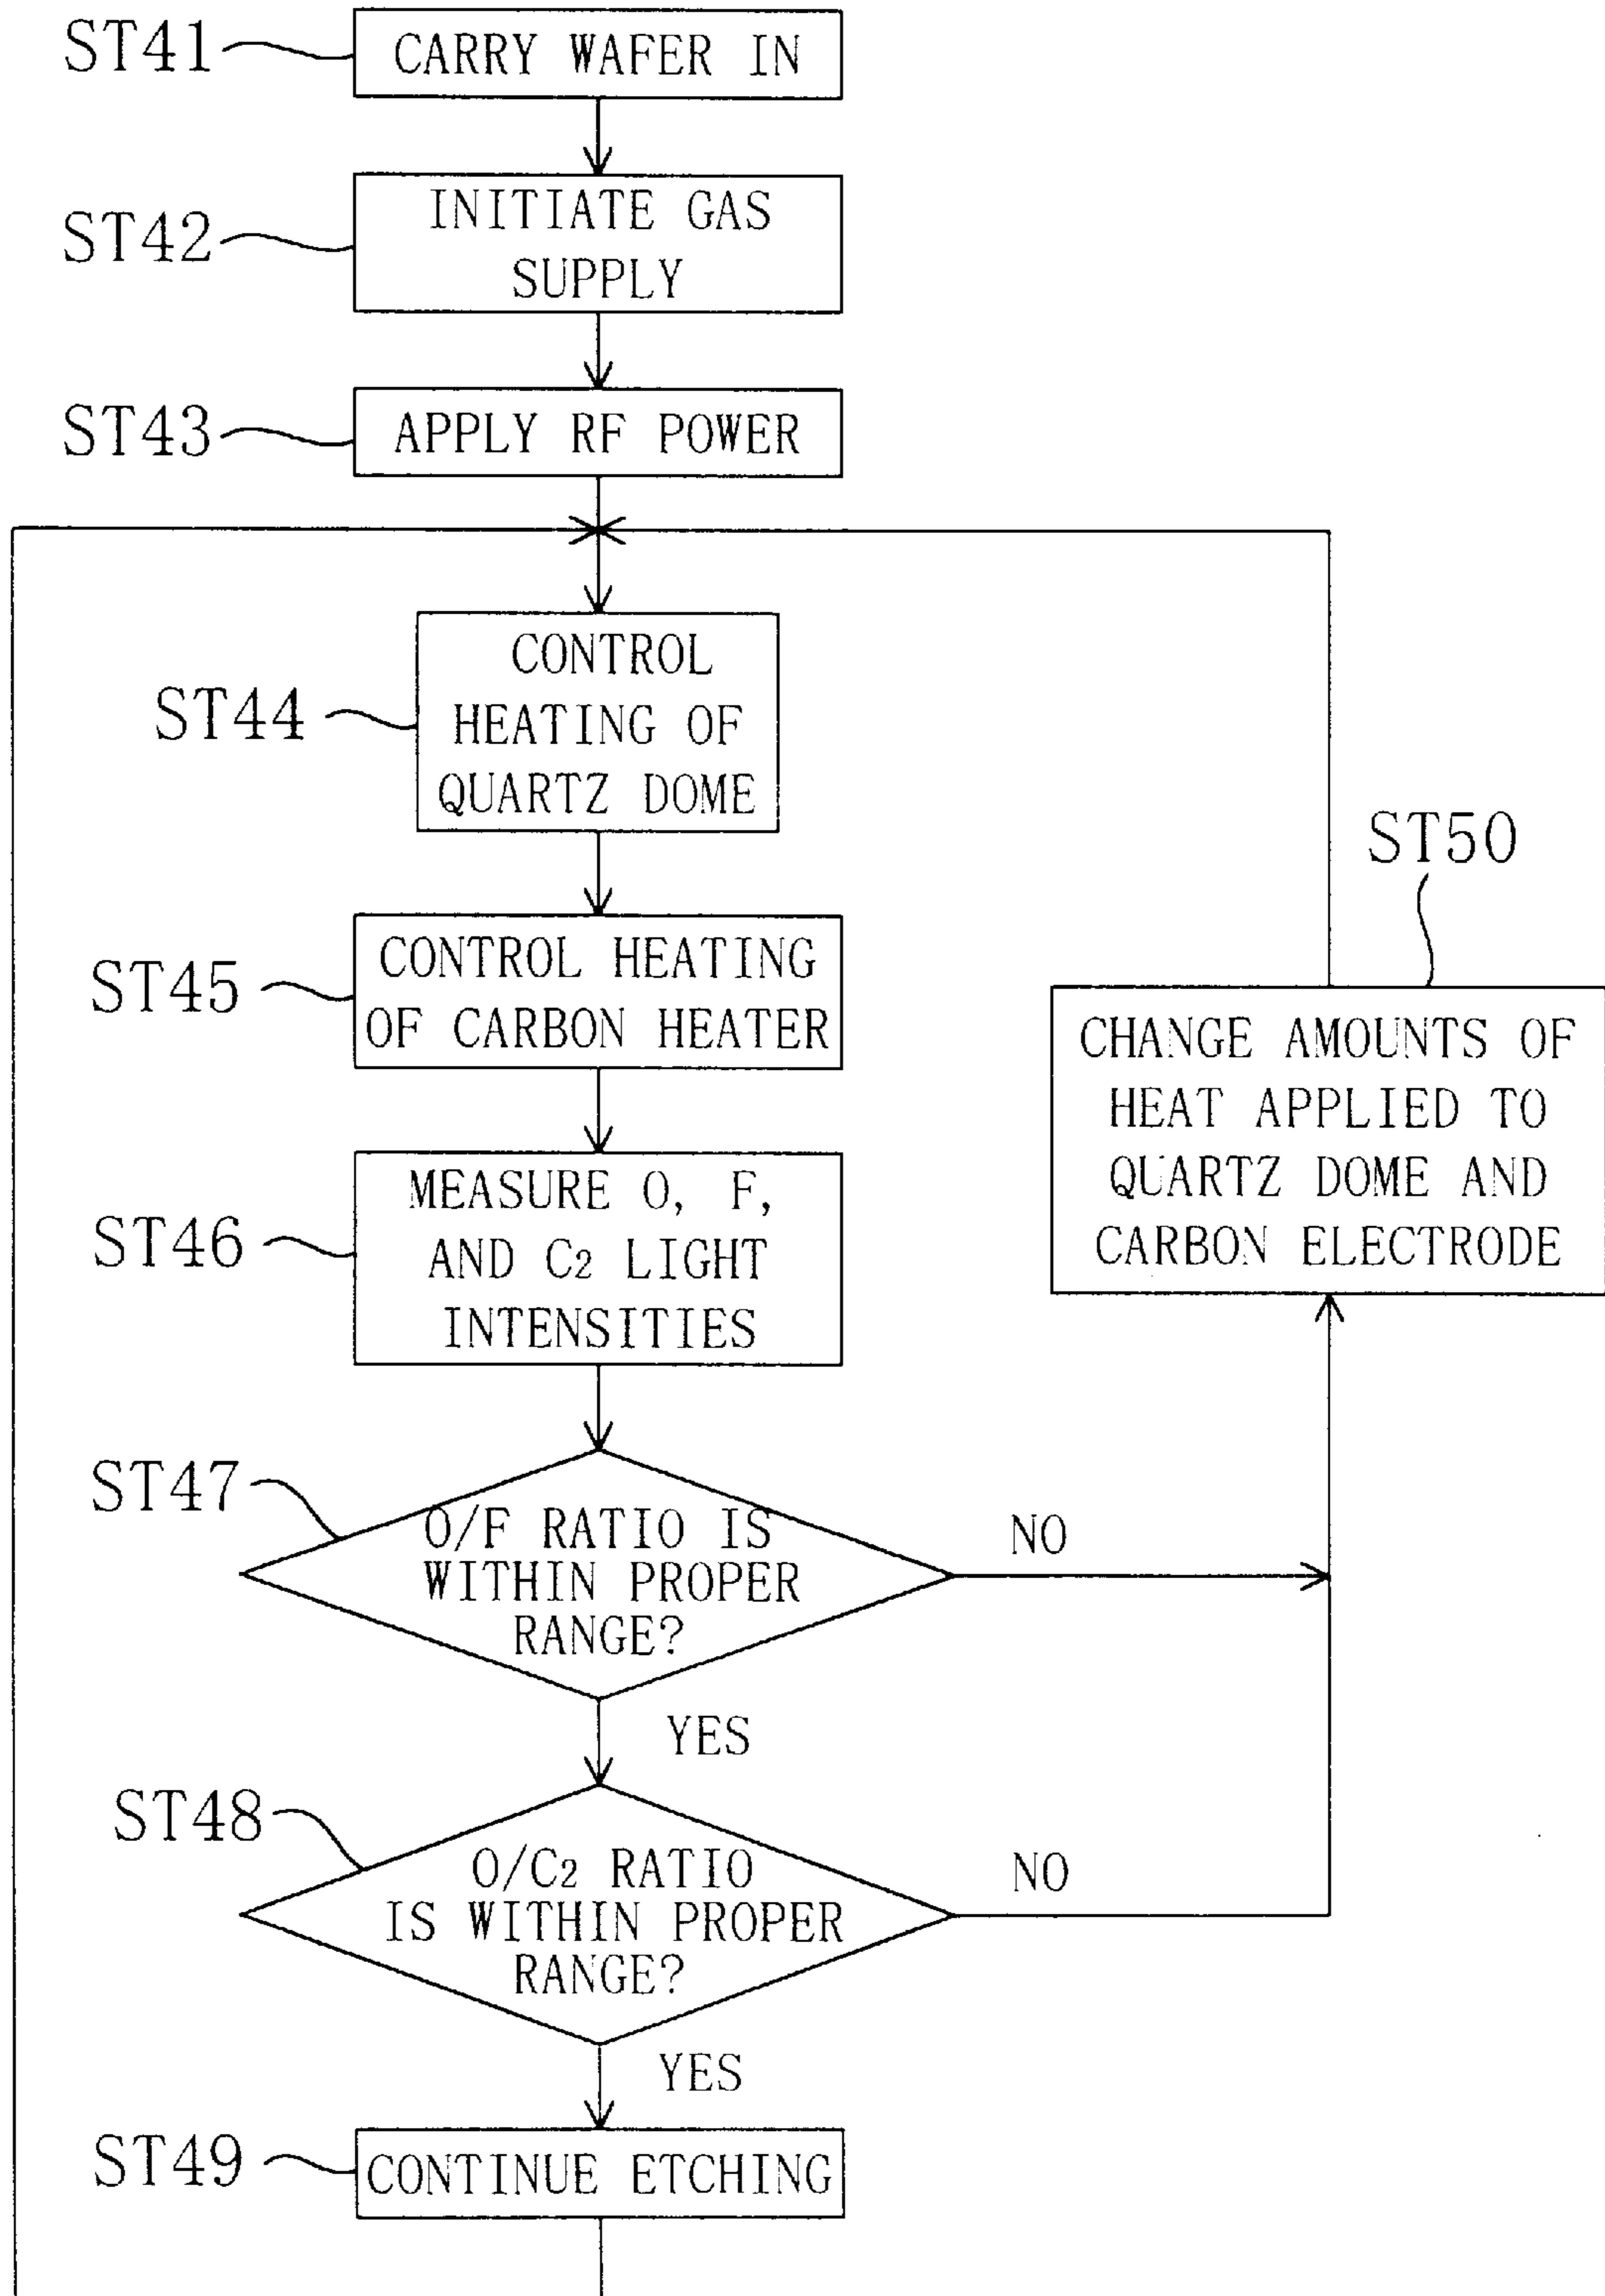 ST41
CARRY WAFER IN
ST42
INITIATE GAS
SUPPLY
ST43
APPLY RF POWER
ST44
CONTROL
HEATING OF
QUARTZ DOME
ST50
ST45
CONTROL HEATING
OF CARBON HEATER
CHANGE AMOUNTS OF
HEAT APPLIED TO
QUARTZ DOME AND
CARBON ELECTRODE
ST46
MEASURE O, F,
AND C2 LIGHT
INTENSITIES
ST47
O/F RATIO IS
WITHIN PROPER
RANGE?
NO
YES
ST48
O/C2 RATIO
IS WITHIN PROPER
RANGE?
NO
YES
ST49
CONTINUE ETCHING